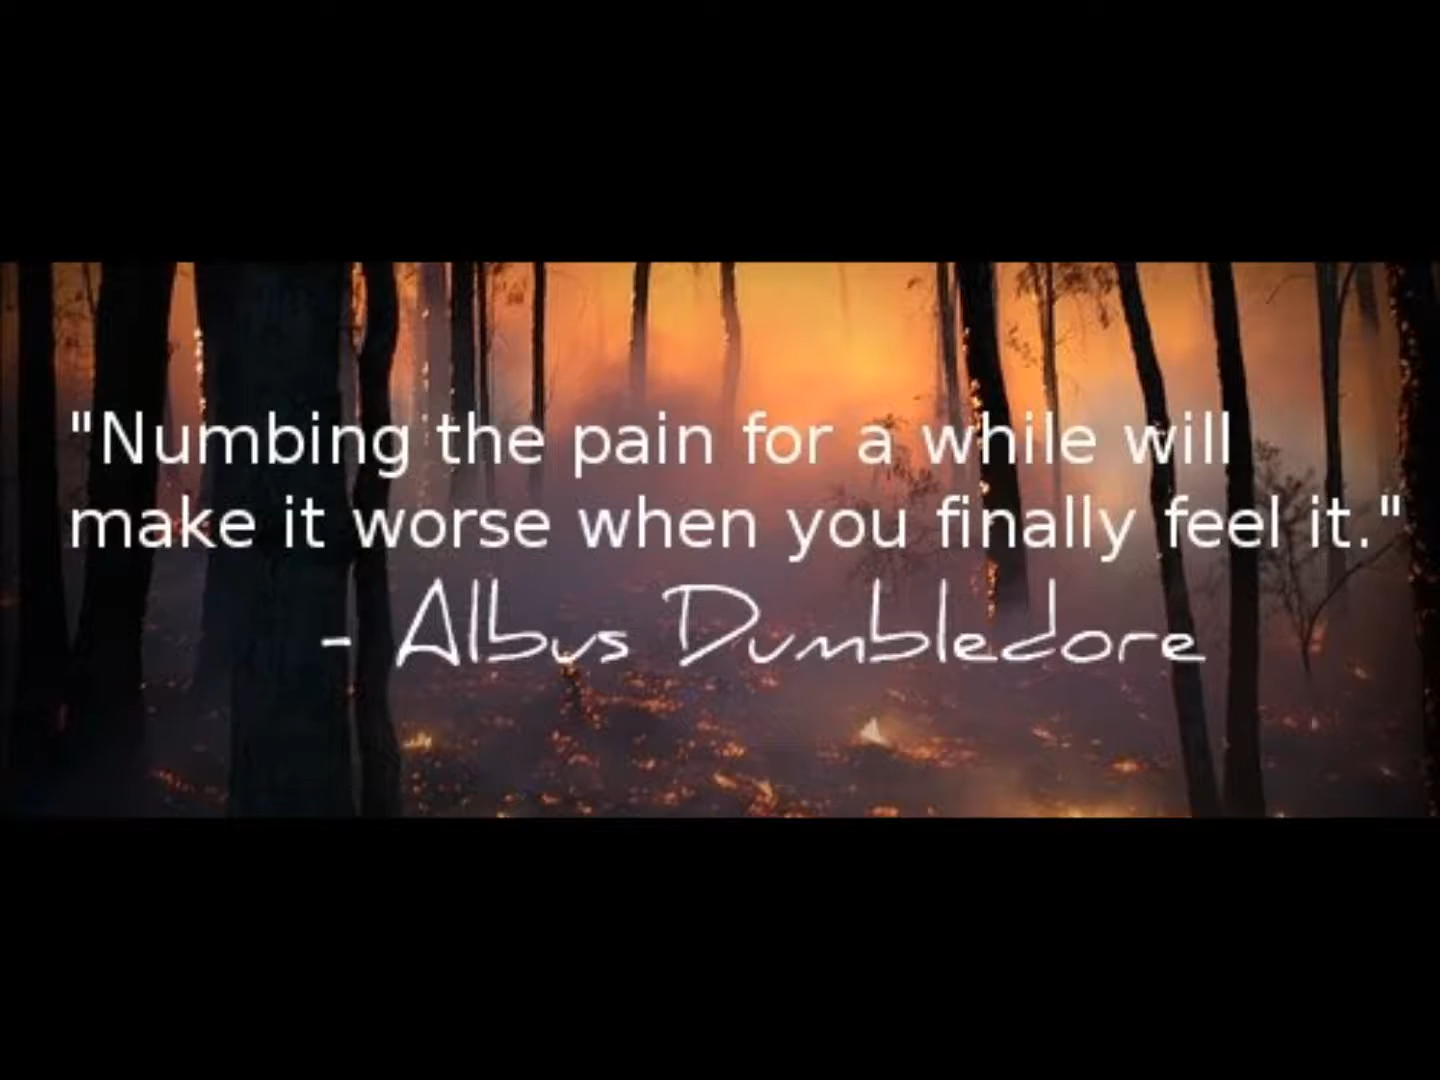 "Numbing the pain for a while will
make it worse when you finally feel it."
- Albus Dumbledore